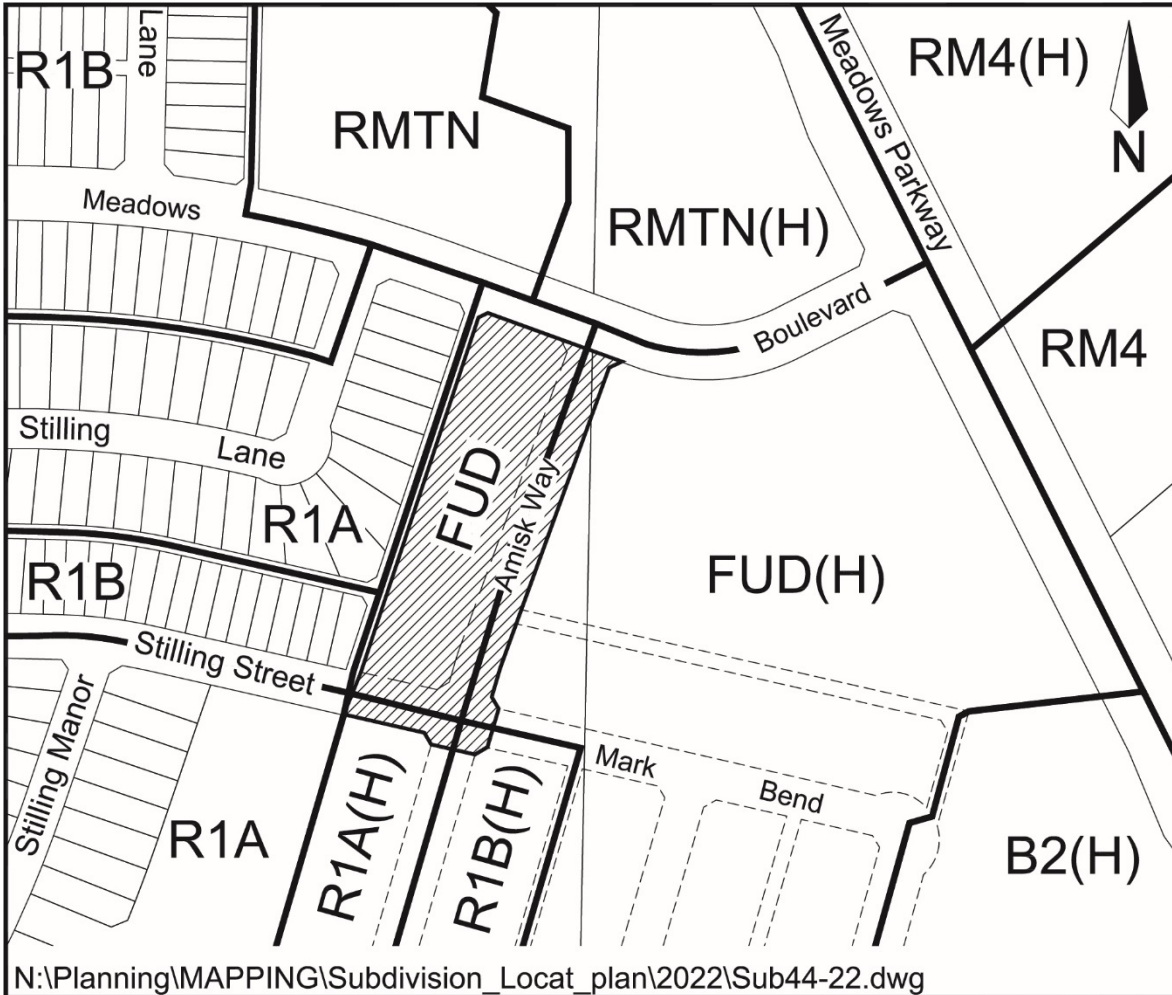 Lane
R1B
RM4(H)
Meadows Parkway
N
RMTN
Meadows
RMTN(H)
Boulevard
RM4
Stilling
Lane
FUD
Amisk Way
R1A
FUD(H)
R1B
Stilling Street
Stilling Manor
Mark
Bend
R1A
R1A(H)
R1B(H)
B2(H)
N:\Planning\MAPPING\Subdivision_Locat_plan\2022\Sub44-22.dwg